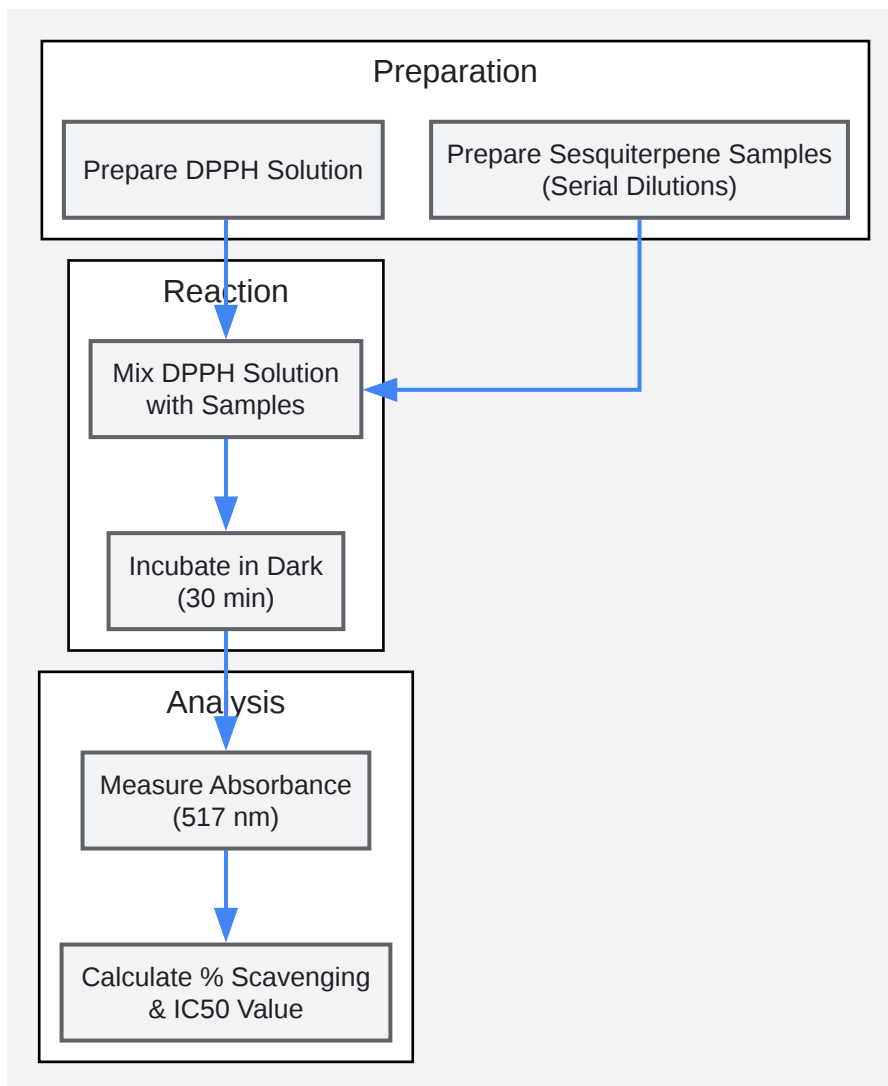 Preparation
Prepare DPPH Solution
Prepare Sesquiterpene Samples
(Serial Dilutions)
Reaction
Mix DPPH Solution
with Samples
Incubate in Dark
(30 min)
Analysis
Measure Absorbance
(517 nm)
Calculate % Scavenging
& IC50 Value